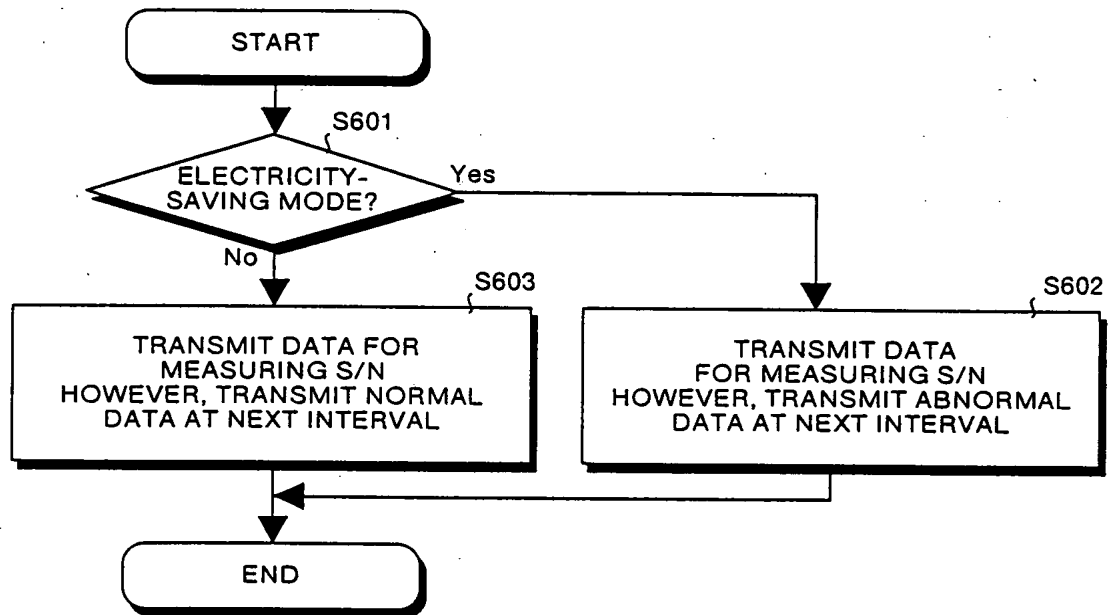 START
S601
ELECTRICITY-
SAVING MODE?
Yes
No
S603
TRANSMIT DATA FOR
MEASURING S/N
HOWEVER, TRANSMIT NORMAL
DATA AT NEXT INTERVAL
S602
TRANSMIT DATA
FOR MEASURING S/N
HOWEVER, TRANSMIT ABNORMAL
DATA AT NEXT INTERVAL
END